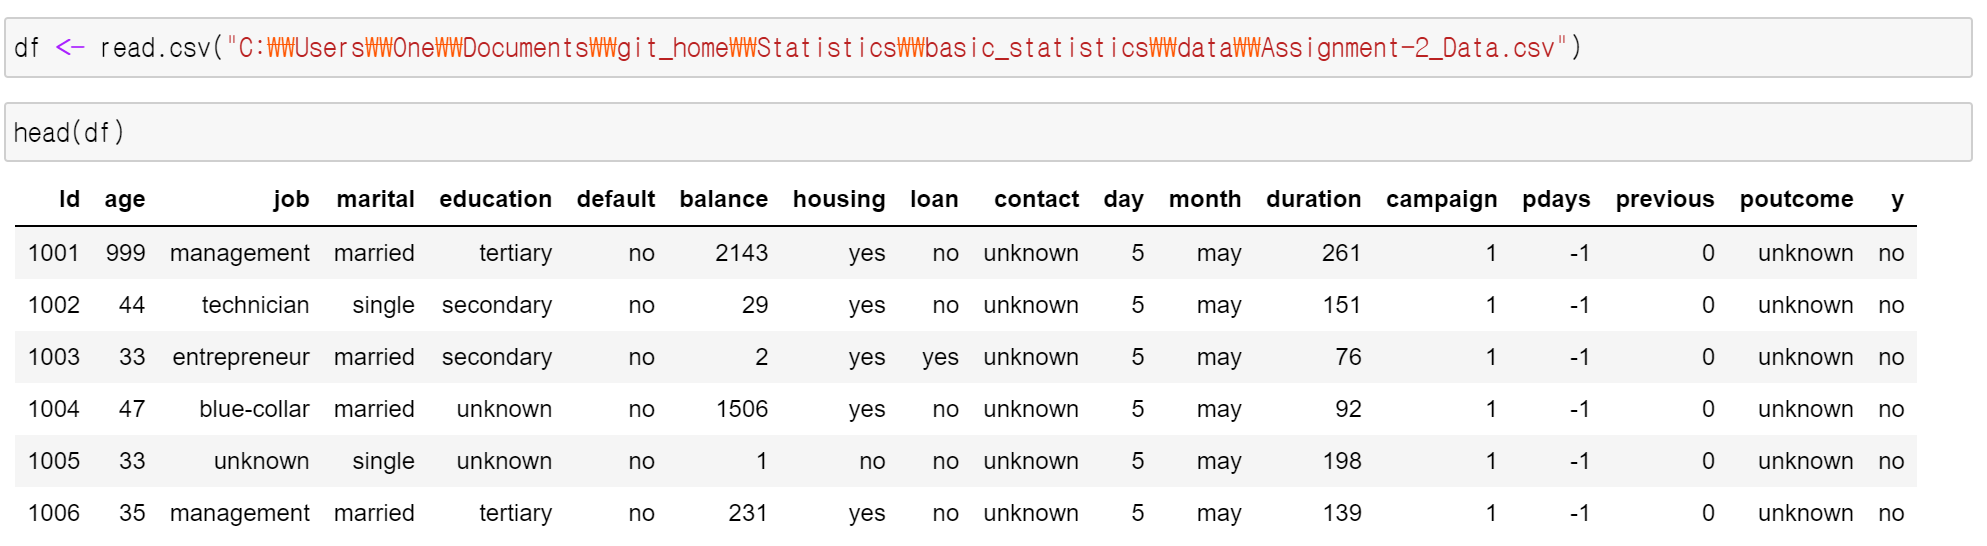 df <- read.csv("C:₩₩Users₩₩One₩₩Documents₩₩git_home₩₩Statistics₩₩basic_statistics₩₩data₩₩Assignment-2_Data.csv")
head(df)
Id age job marital education default balance housing loan contact day month duration campaign pdays previous poutcome y
1001 999 management married tertiary no 2143 yes no unknown 5 may 261 1 -1 0 unknown no
1002 44 technician single secondary no 29 yes no unknown 5 may 151 1 -1 0 unknown no
1003 33 entrepreneur married secondary no 2 yes yes unknown 5 may 76 1 -1 0 unknown no
1004 47 blue-collar married unknown no 1506 yes no unknown 5 may 92 1 -1 0 unknown no
1005 33 unknown single unknown no 1 no no unknown 5 may 198 1 -1 0 unknown no
1006 35 management married tertiary no 231 yes no unknown 5 may 139 1 -1 0 unknown no